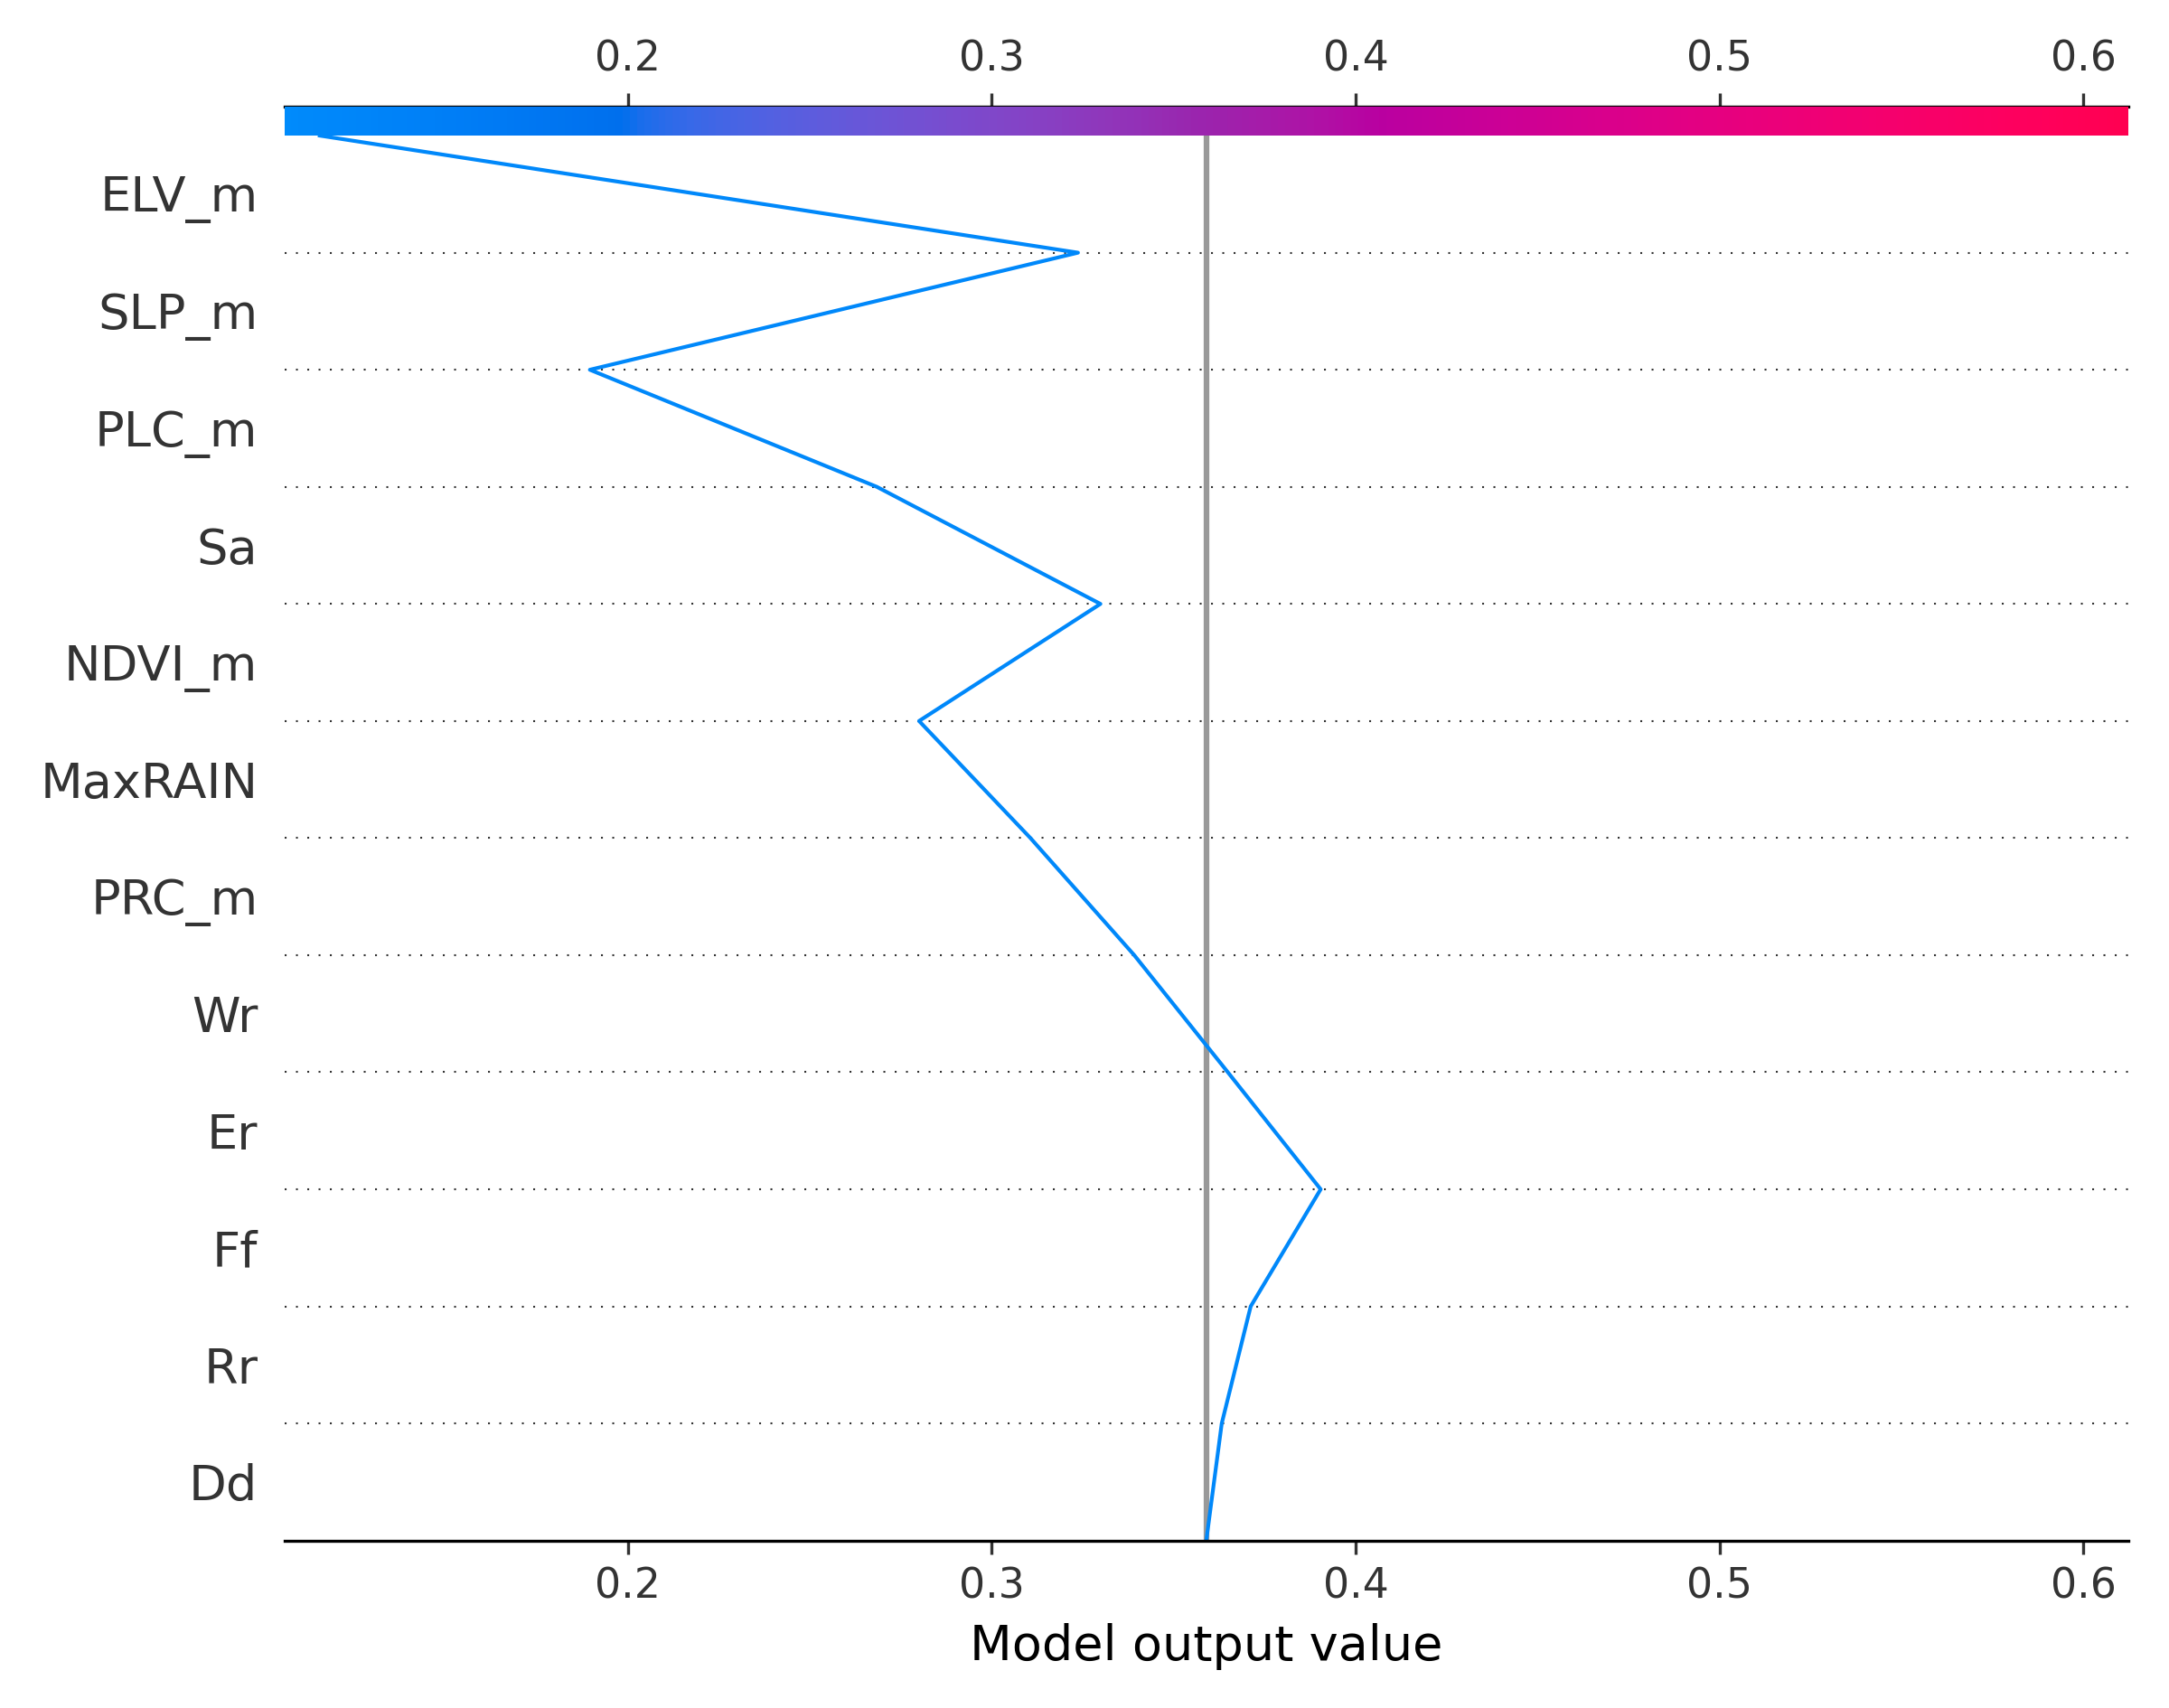 0.2 0.3 0.4 0.5 0.6
ELV_m
SLP_m
PLC_m
Sa
NDVI_m
MaxRAIN
PRC_m
Wr
Er
Ff
Rr
Dd
0.2 0.3 0.4 0.5 0.6
Model output value